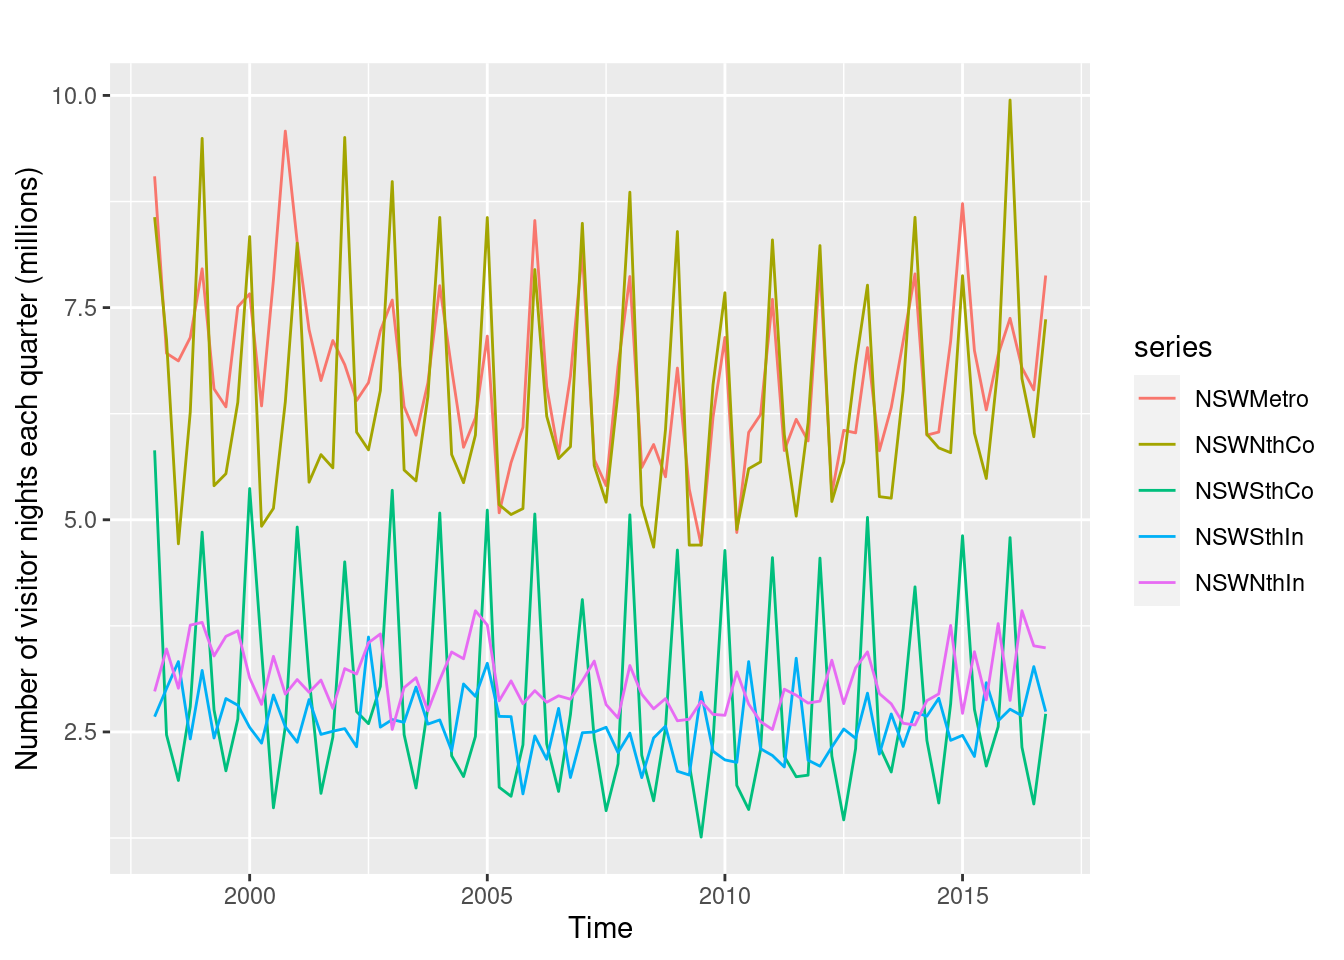 Number of visitor nights each quarter (millions)
10.0
7.5
5.0
2.5
2000
2005
2010
2015
Time
series
NSWMetro
NSWNthCo
NSWSthCo
NSWSthIn
NSWNthIn